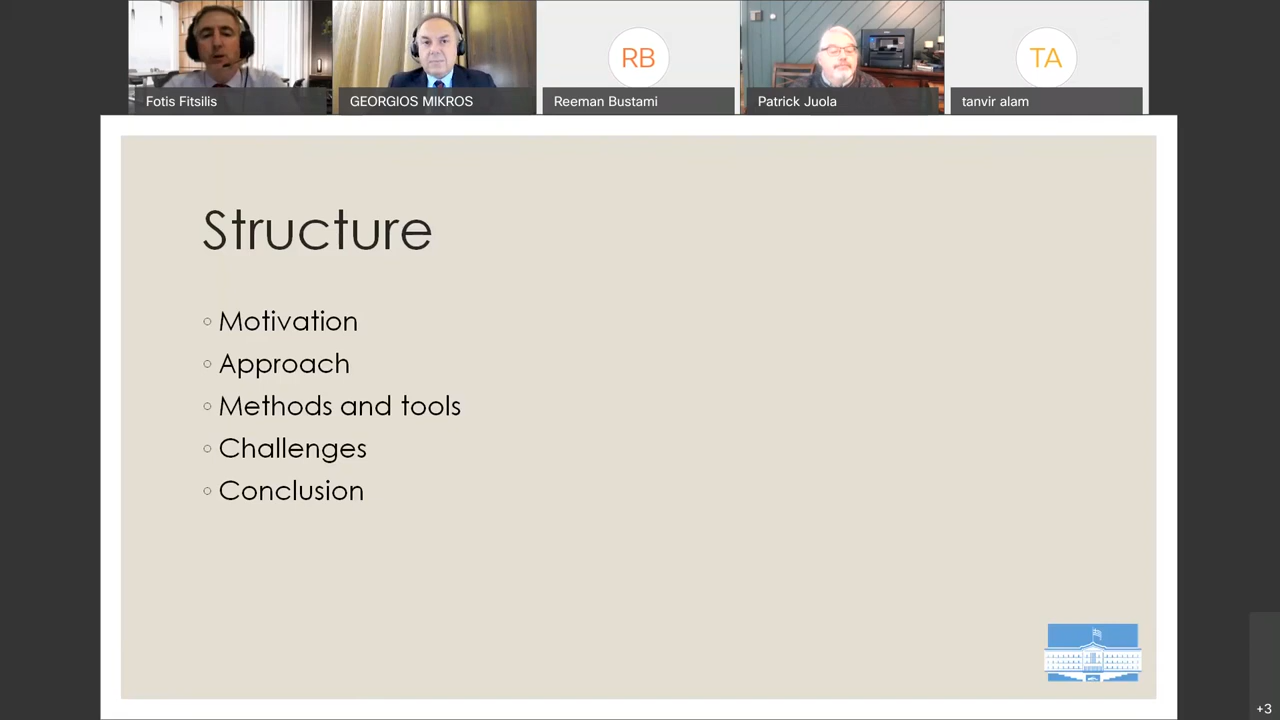 Fotis Fitsilis
GEORGIOS MIKROS
RB
Reeman Bustami
Patrick Juola
TA
tanvir alam
Structure
◦ Motivation
◦ Approach
◦ Methods and tools
◦ Challenges
◦ Conclusion
+3